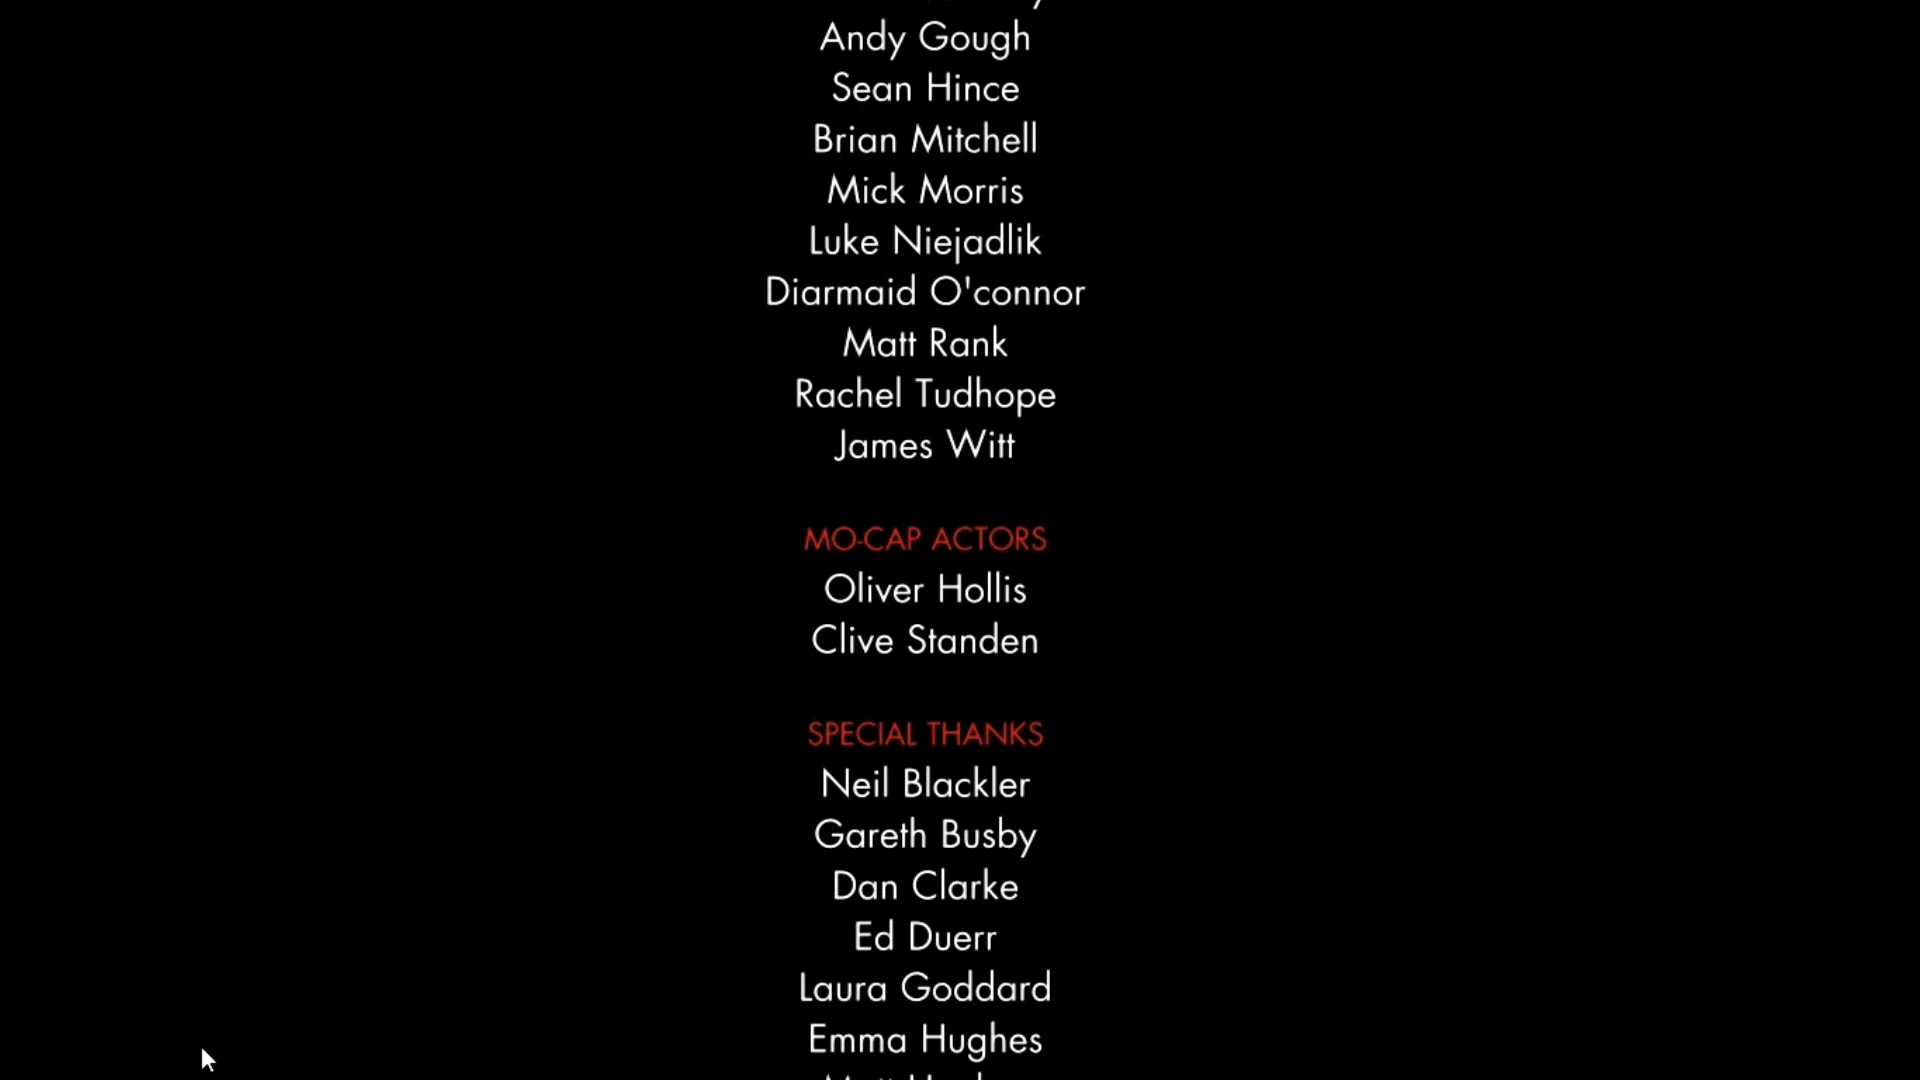 Andy Gough
Sean Hince
Brian Mitchell
Mick Morris
Luke Niejadlik
Diarmaid O'connor
Matt Rank
Rachel Tudhope
James Witt
MO-CAP ACTORS
Oliver Hollis
Clive Standen
SPECIAL THANKS
Neil Blackler
Gareth Busby
Dan Clarke
Ed Duerr
Laura Goddard
Emma Hughes